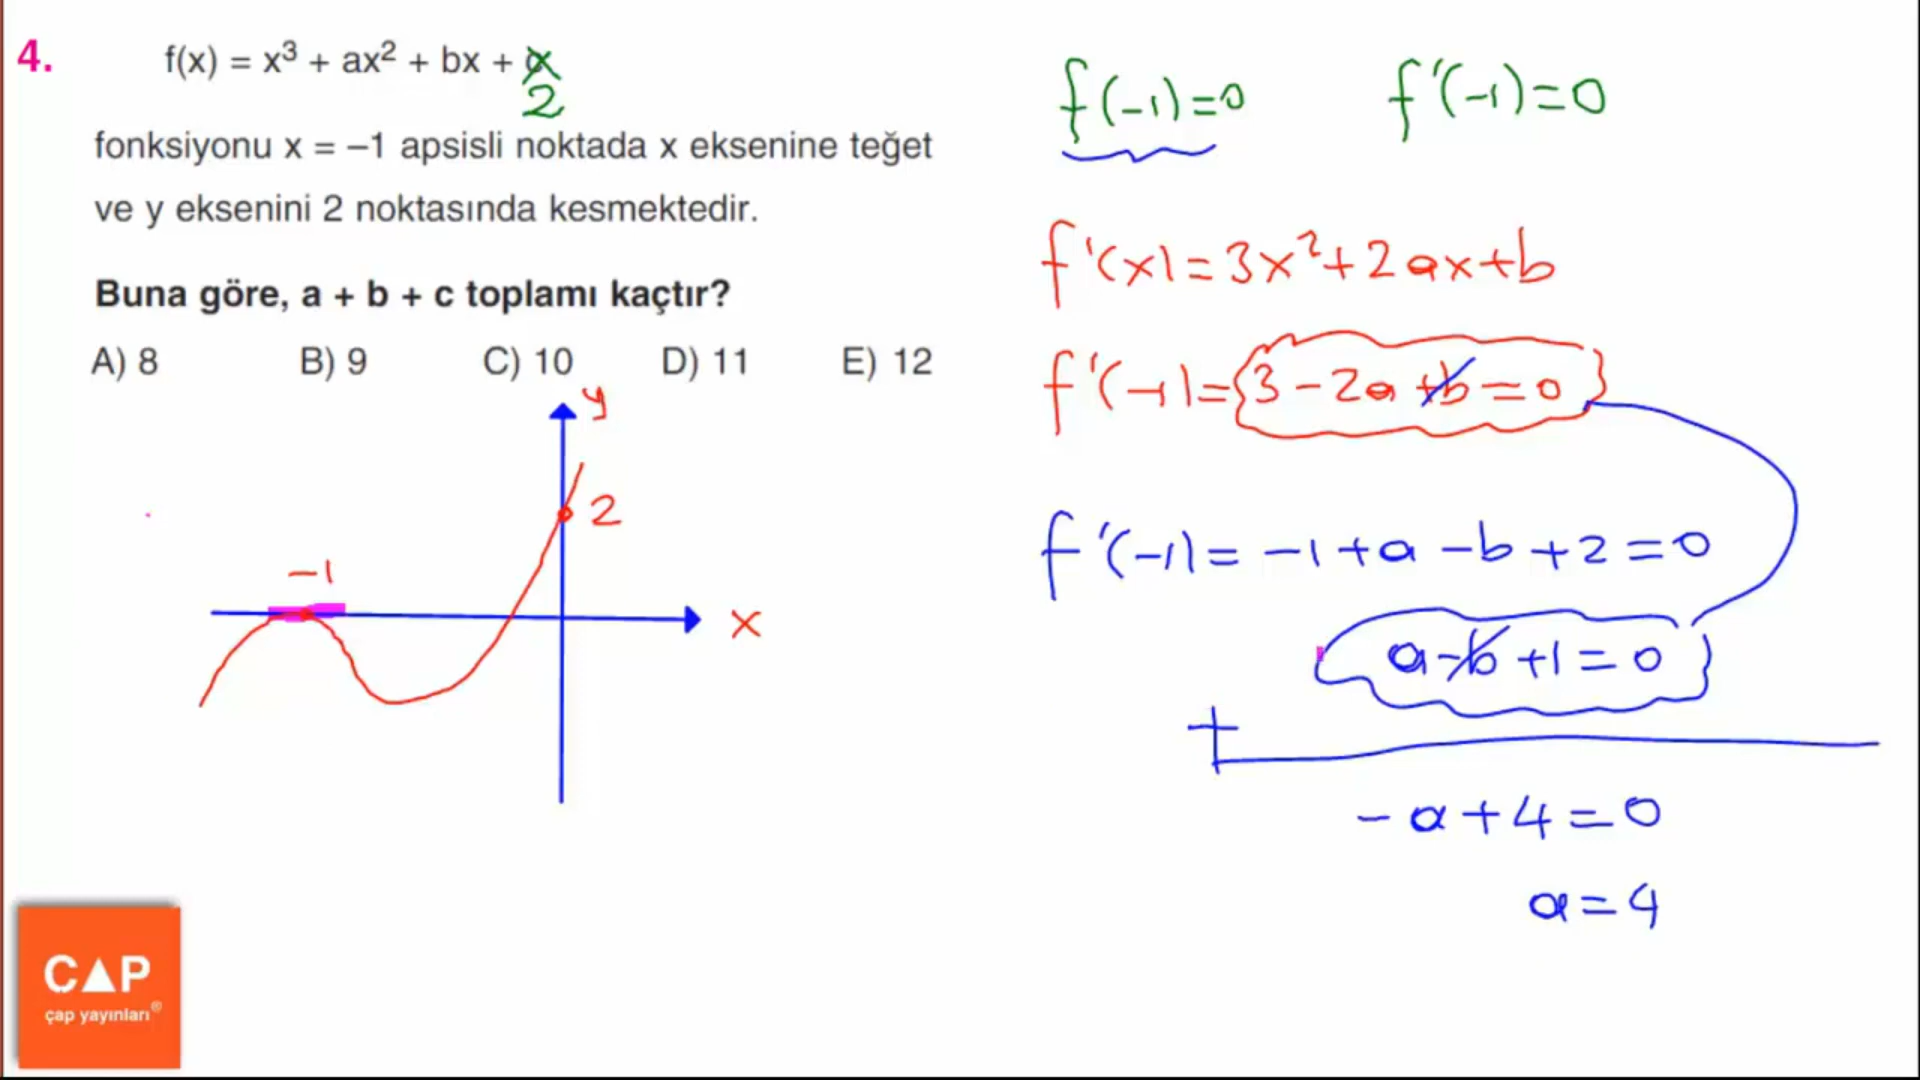 4. f(x) = x³ + ax² + bx + c
2
fonksiyonu x = –1 apsisli noktada x eksenine teğet
ve y eksenini 2 noktasında kesmektedir.
Buna göre, a + b + c toplamı kaçtır?
A) 8 B) 9 C) 10 D) 11 E) 12
y
2
-1
x
f(-1)=0 f'(-1)=0
f'(x)=3x²+2ax+b
f'(-1)=3-2a+b=0
f'(-1)=-1+a-b+2=0
a-b+1=0
+
-a+4=0
a=4
ÇAP
çap yayınları®